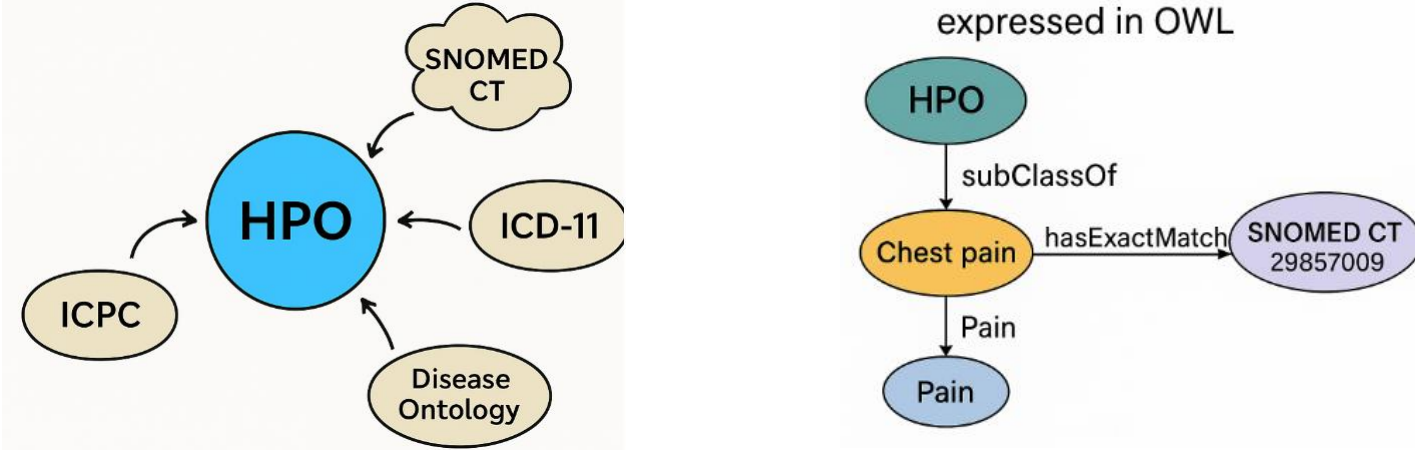 SNOMED
CT
HPO
ICD-11
ICPC
Disease
Ontology
expressed in OWL
HPO
subClassOf
Chest pain
hasExactMatch
SNOMED CT
29857009
Pain
Pain